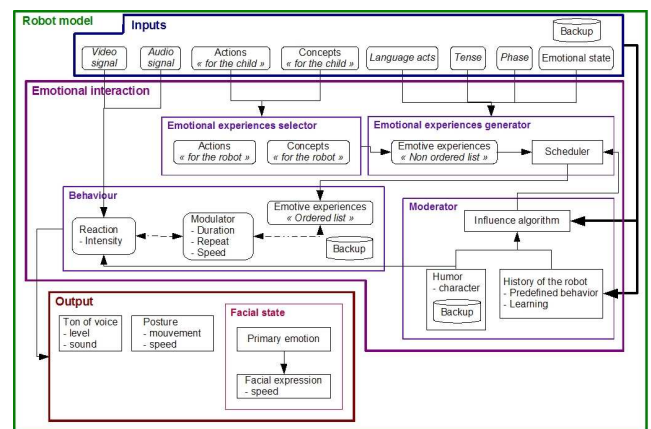 Robot model
Inputs
Backup
Video
signal
Audio
signal
Actions
« for the child »
Concepts
« for the child »
Language acts
Tense
Phase
Emotional state
Emotional interaction
Emotional experiences selector
Actions
« for the robot »
Concepts
« for the robot »
Emotional experiences generator
Emotive experiences
« Non ordered list »
Scheduler
Behaviour
Reaction
- Intensity
Modulator
- Duration
- Repeat
- Speed
Emotive experiences
« Ordered list »
Backup
Moderator
Influence algorithm
Humor
- character
Backup
History of the robot
- Predefined behavior
- Learning
Output
Ton of voice
- level
- sound
Posture
- mouvement
- speed
Facial state
Primary emotion
Facial expression
- speed